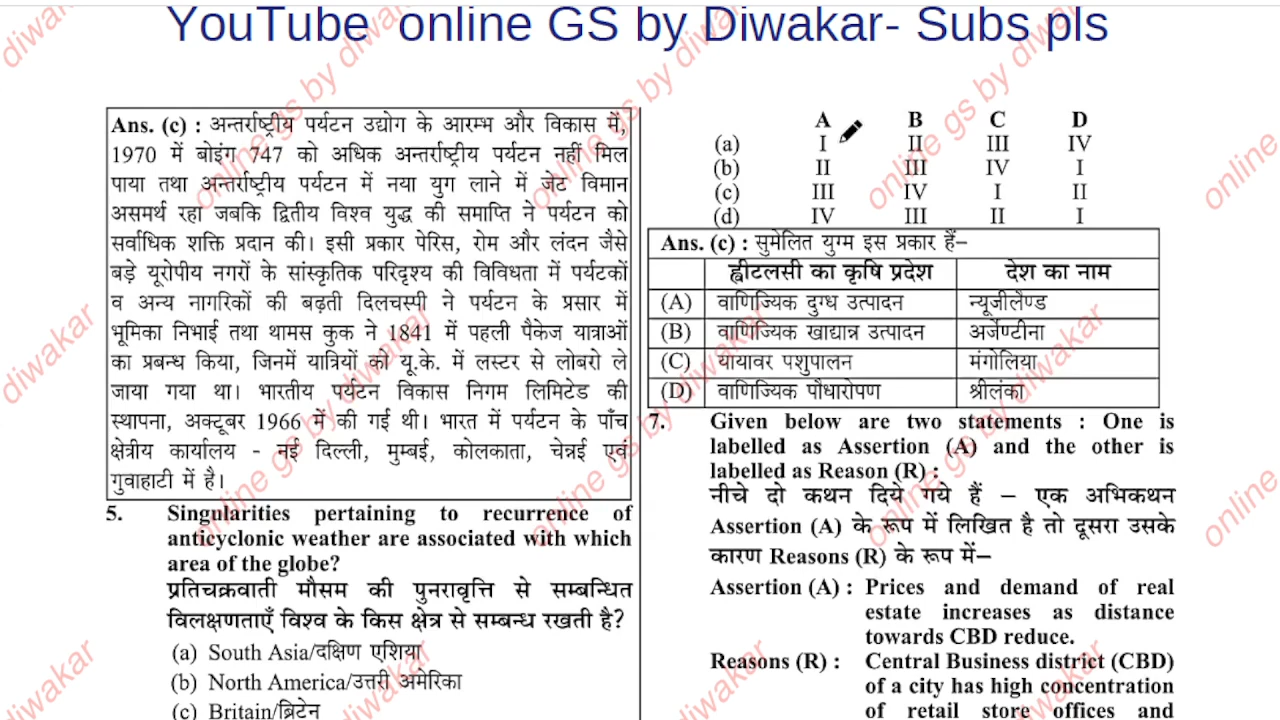 YouTube online GS by Diwakar- Subs pls
Ans. (c) : अन्तर्राष्ट्रीय पर्यटन उद्योग के आरम्भ और विकास में,
1970 में बोइंग 747 को अधिक अन्तर्राष्ट्रीय पर्यटन नहीं मिल
पाया तथा अन्तर्राष्ट्रीय पर्यटन में नया युग लाने में जेट विमान
असमर्थ रहा जबकि द्वितीय विश्व युद्ध की समाप्ति ने पर्यटन को
सर्वाधिक शक्ति प्रदान की। इसी प्रकार पेरिस, रोम और लंदन जैसे
बड़े यूरोपीय नगरों के सांस्कृतिक परिदृश्य की विविधता में पर्यटकों
व अन्य नागरिकों की बढ़ती दिलचस्पी ने पर्यटन के प्रसार में
भूमिका निभाई तथा थामस कुक ने 1841 में पहली पैकेज यात्राओं
का प्रबन्ध किया, जिनमें यात्रियों को यू.के. में लस्टर से लोबरो ले
जाया गया था। भारतीय पर्यटन विकास निगम लिमिटेड की
स्थापना, अक्टूबर 1966 में की गई थी। भारत में पर्यटन के पाँच
क्षेत्रीय कार्यालय - नई दिल्ली, मुम्बई, कोलकाता, चेन्नई एवं
गुवाहाटी में है।
5. Singularities pertaining to recurrence of
anticyclonic weather are associated with which
area of the globe?
प्रतिचक्रवाती मौसम की पुनरावृत्ति से सम्बन्धित
विलक्षणताएँ विश्व के किस क्षेत्र से सम्बन्ध रखती है?
(a) South Asia/दक्षिण एशिया
(b) North America/उत्तरी अमेरिका
(c) Britain/ब्रिटेन
A B C D
(a) I II III IV
(b) II III IV I
(c) III IV I II
(d) IV III II I
Ans. (c) : सुमेलित युग्म इस प्रकार हैं–
ह्वीटलसी का कृषि प्रदेश देश का नाम
(A) वाणिज्यिक दुग्ध उत्पादन न्यूजीलैण्ड
(B) वाणिज्यिक खाद्यान्न उत्पादन अर्जेण्टीना
(C) यायावर पशुपालन मंगोलिया
(D) वाणिज्यिक पौधारोपण श्रीलंका
7. Given below are two statements : One is
labelled as Assertion (A) and the other is
labelled as Reason (R) :
नीचे दो कथन दिये गये हैं – एक अभिकथन
Assertion (A) के रूप में लिखित है तो दूसरा उसके
कारण Reasons (R) के रूप में–
Assertion (A) : Prices and demand of real
estate increases as distance
towards CBD reduce.
Reasons (R) : Central Business district (CBD)
of a city has high concentration
of retail store offices and
online gs by diwakar